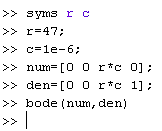 >> syms r c
>> r=47;
>> c=1e-6;
>> num=[0 0 r*c 0];
>> den=[0 0 r*c 1];
>> bode(num,den)
>>